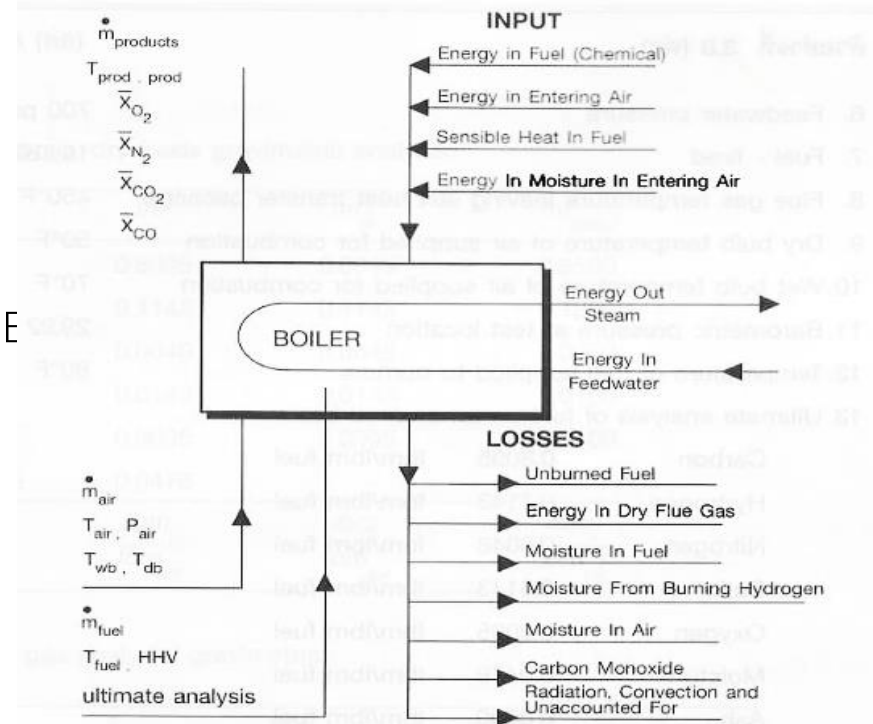 INPUT
ṁproducts
Tprod, prod
X̅O2
X̅N2
X̅CO2
X̅CO
Energy in Fuel (Chemical)
Energy in Entering Air
Sensible Heat In Fuel
Energy In Moisture In Entering Air
BOILER
Energy Out
Steam
Energy In
Feedwater
E
LOSSES
ṁair
Tair, Pair
Twb, Tdb
ṁfuel
Tfuel, HHV
ultimate analysis
Unburned Fuel
Energy In Dry Flue Gas
Moisture In Fuel
Moisture From Burning Hydrogen
Moisture In Air
Carbon Monoxide
Radiation, Convection and
Unaccounted For